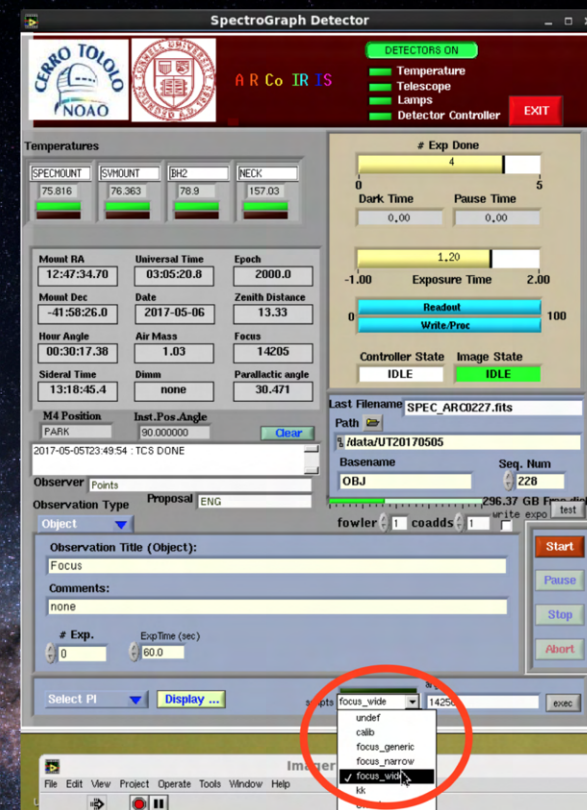 SpectroGraph Detector
CERRO TOLOLO
NOAO
CORNELL UNIVERSITY
ARCo IRIS
DETECTORS ON
Temperature
Telescope
Lamps
Detector Controller
EXIT
Temperatures
SPECMOUNT SVMOUNT BH2 NECK
75.816 76.363 78.9 157.03
# Exp Done
4
0 5
Dark Time Pause Time
0,00 0,00
1.20
-1.00 Exposure Time 2.00
Readout
0 100
Write/Proc
Controller State Image State
IDLE IDLE
Mount RA Universal Time Epoch
12:47:34.70 03:05:20.8 2000.0
Mount Dec Date Zenith Distance
-41:58:26.0 2017-05-06 13.33
Hour Angle Air Mass Focus
00:30:17.38 1.03 14205
Sideral Time Dimm Parallactic angle
13:18:45.4 none 30.471
M4 Position Inst.Pos.Angle
PARK 90.000000 Clear
2017-05-05T23:49:54 : TCS DONE
Last Filename SPEC_ARC0227.fits
Path
/data/UT20170505
Basename Seq. Num
OBJ 228
Observer Points
Observation Type Proposal ENG
296.37 GB Free
write expo test
fowler 1 coadds 1
Object
Observation Title (Object):
Focus
Comments:
none
# Exp. ExpTime (sec)
0 60.0
Start
Pause
Stop
Abort
Select PI Display ... focus_wide exec
undef
calib
focus_generic
focus_narrow
✓ focus_wide
kk
Imager
File Edit View Project Operate Tools Window Help